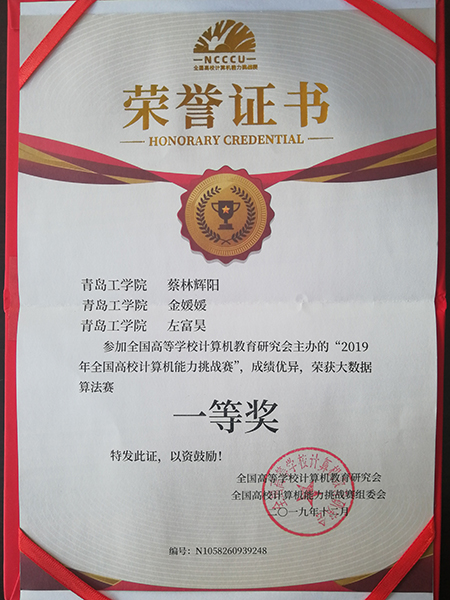 NCCCU
全国高校计算机能力挑战赛
荣誉证书
HONORARY CREDENTIAL
青岛工学院 蔡林辉阳
青岛工学院 金媛媛
青岛工学院 左富昊
参加全国高等学校计算机教育研究会主办的“2019
年全国高校计算机能力挑战赛”，成绩优异，荣获大数据
算法赛
一等奖
特发此证，以资鼓励！
全国高等学校计算机教育研究会
全国高校计算机能力挑战赛组委会
二〇一九年十二月
编号：N1058260939248